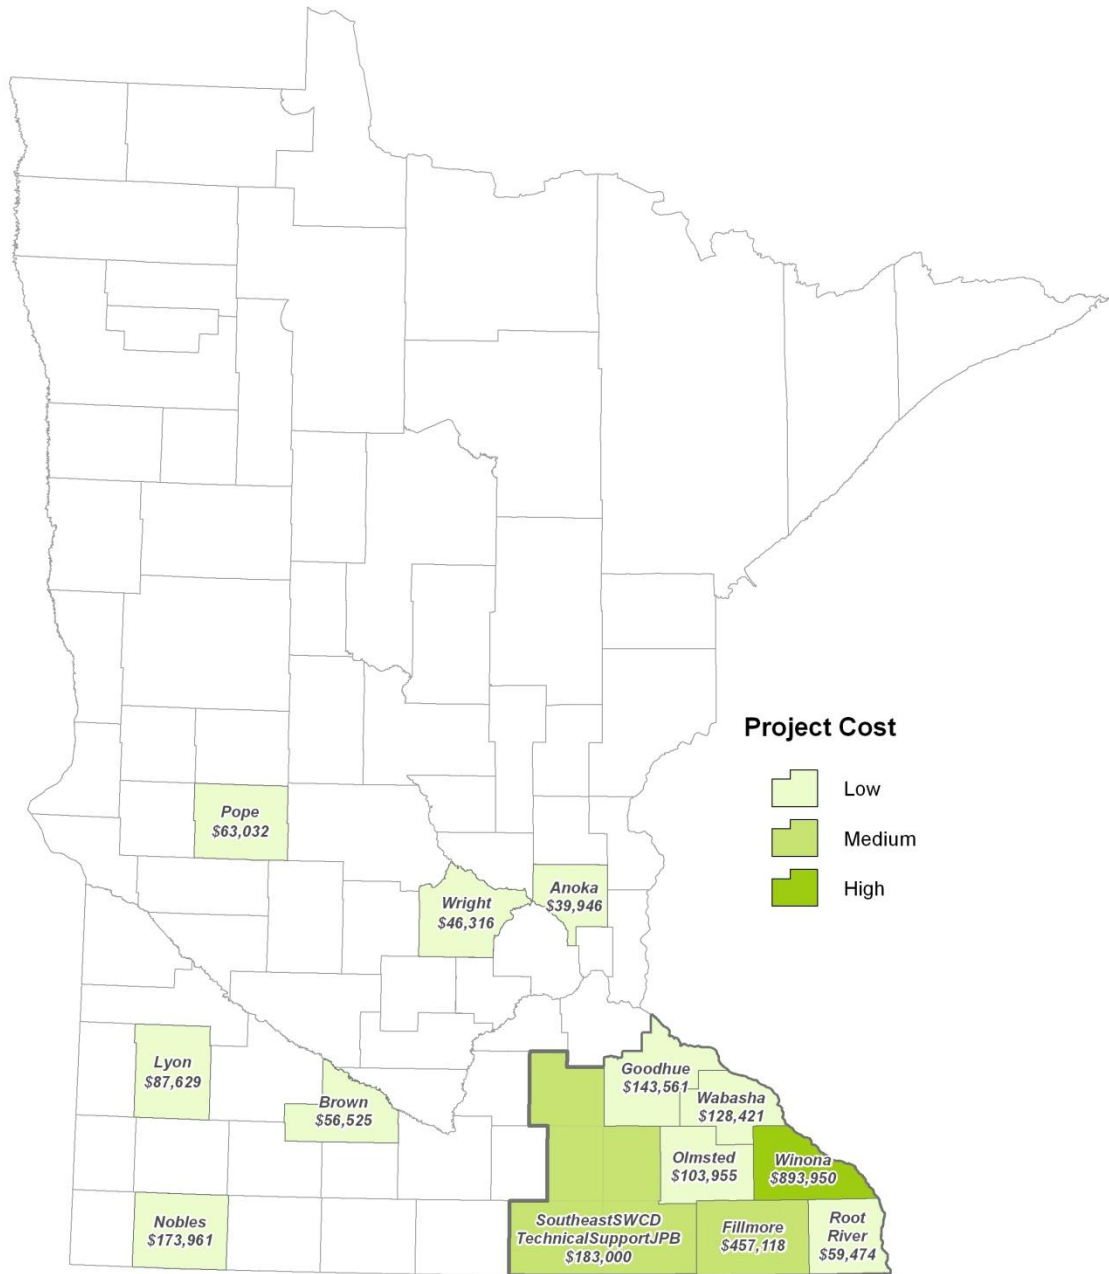 Project Cost
Low
Medium
High
Pope
$63,032
Wright
$46,316
Anoka
$39,946
Lyon
$87,629
Brown
$56,525
Goodhue
$143,561
Wabasha
$128,421
Olmsted
$103,955
Winona
$893,950
Nobles
$173,961
SoutheastSWCD
TechnicalSupportJPB
$183,000
Fillmore
$457,118
Root
River
$59,474